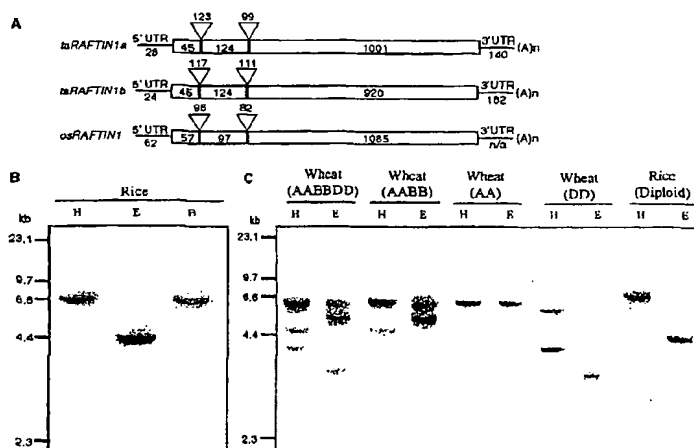 A
123 99
taRAFTIN1a 5' UTR 28 45 124 1001 3'UTR 140 (A)n
117 111
taRAFTIN1b 5' UTR 24 45 124 920 3'UTR 182 (A)n
96 82
osRAFTIN1 5' UTR 62 57 97 1085 3'UTR n/a (A)n
B
Rice
kb H E B
23.1
9.7
6.6
4.4
2.3
C
Wheat (AABBDD) Wheat (AABB) Wheat (AA) Wheat (DD) Rice (Diploid)
kb H E H E H E H E H E
23.1
9.7
6.6
4.4
2.3